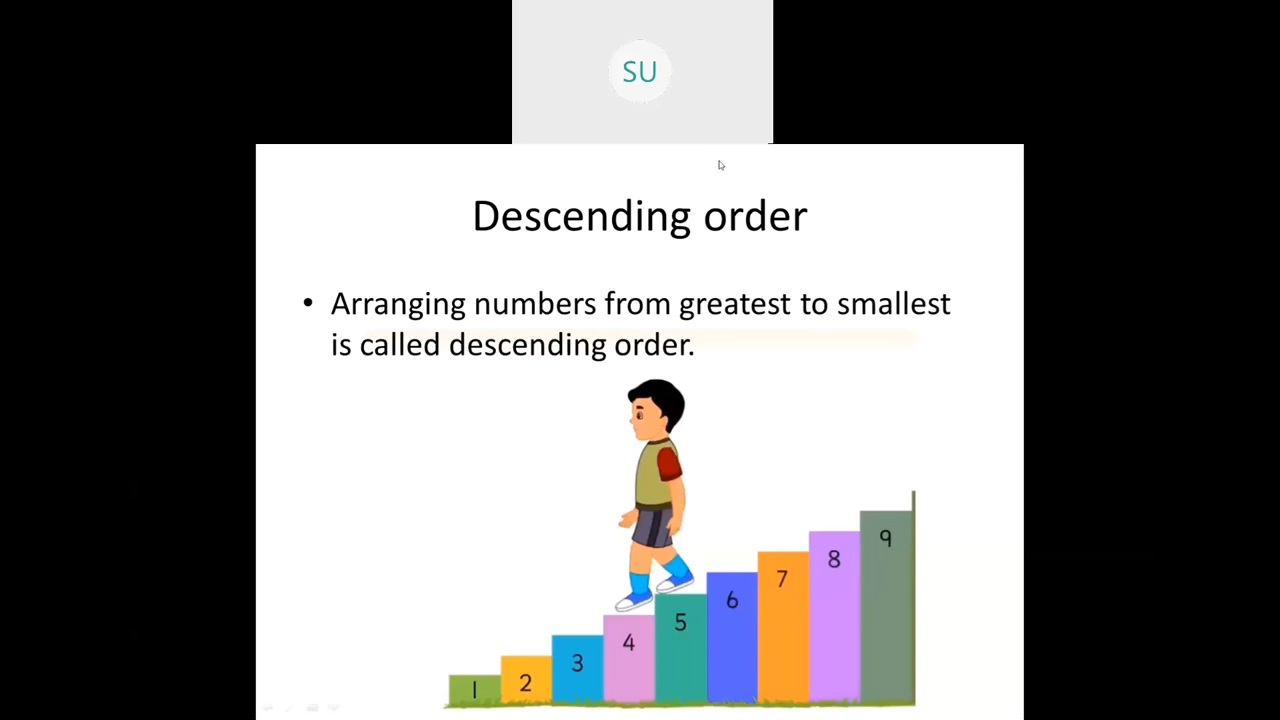 SU
Descending order
• Arranging numbers from greatest to smallest
is called descending order.
1
2
3
4
5
6
7
8
9